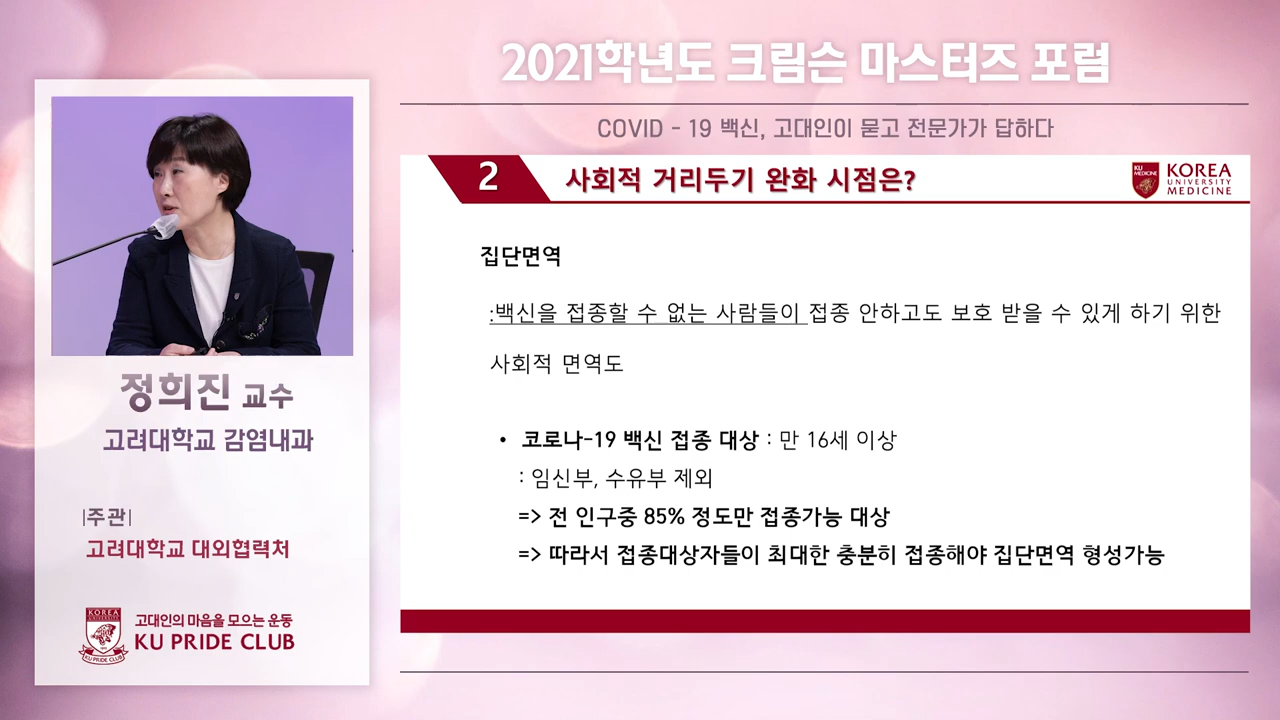 2021학년도 크림슨 마스터즈 포럼
COVID - 19 백신, 고대인이 묻고 전문가가 답하다
2 사회적 거리두기 완화 시점은?
KU MEDICINE
KOREA
UNIVERSITY
MEDICINE
집단면역
:백신을 접종할 수 없는 사람들이 접종 안하고도 보호 받을 수 있게 하기 위한
사회적 면역도
• 코로나-19 백신 접종 대상 : 만 16세 이상
: 임신부, 수유부 제외
=> 전 인구중 85% 정도만 접종가능 대상
=> 따라서 접종대상자들이 최대한 충분히 접종해야 집단면역 형성가능
정희진 교수
고려대학교 감염내과
|주관|
고려대학교 대외협력처
KOREA
UNIVERSITY
KU PRIDE CLUB
고대인의 마음을 모으는 운동
KU PRIDE CLUB